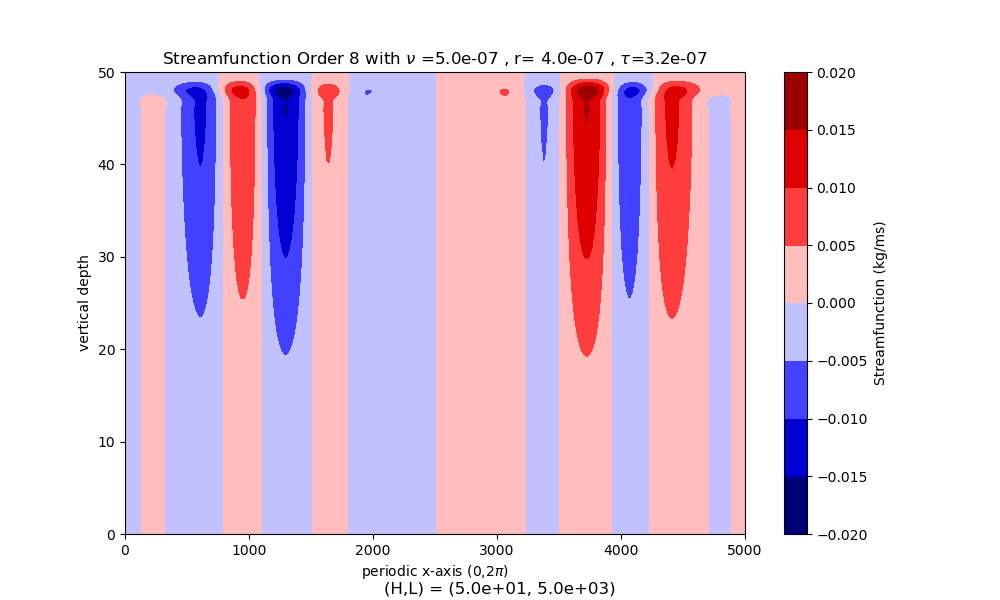 Streamfunction Order 8 with ν =5.0e-07 , r= 4.0e-07 , τ=3.2e-07
50
40
30
20
10
0
vertical depth
0 1000 2000 3000 4000 5000
periodic x-axis (0,2π)
(H,L) = (5.0e+01, 5.0e+03)
0.020
0.015
0.010
0.005
0.000
−0.005
−0.010
−0.015
−0.020
Streamfunction (kg/ms)